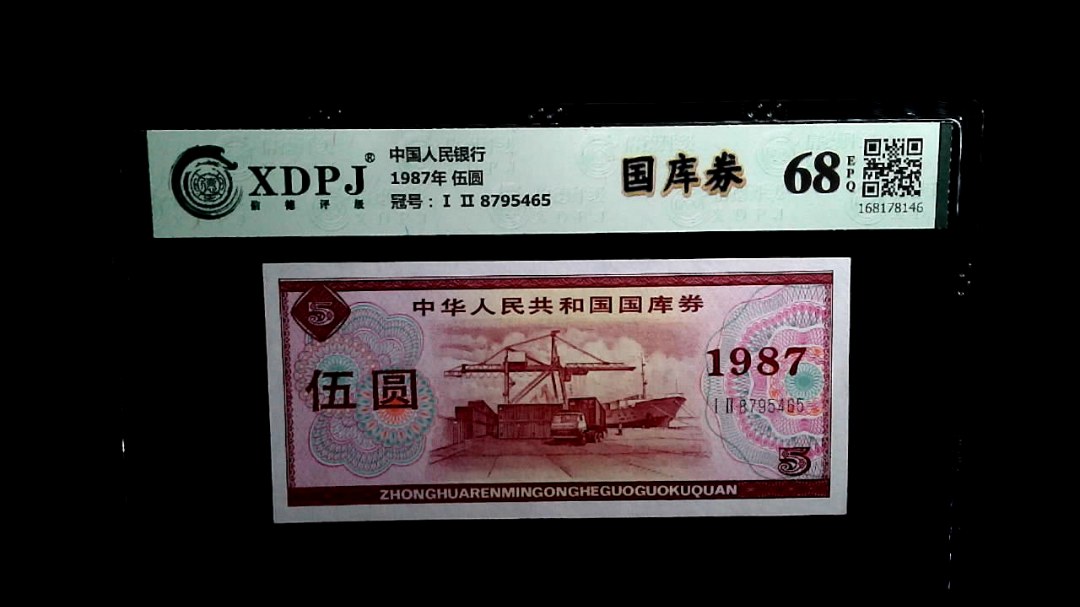 XDPJ®
中国人民银行
1987年 伍圆
冠号：I II 8795465
国库券
68
EPQ
168178146
5
中华人民共和国国库券
伍圆
1987
I II 8795465
5
ZHONGHUARENMINGONGHEGUOGUOKUQUAN